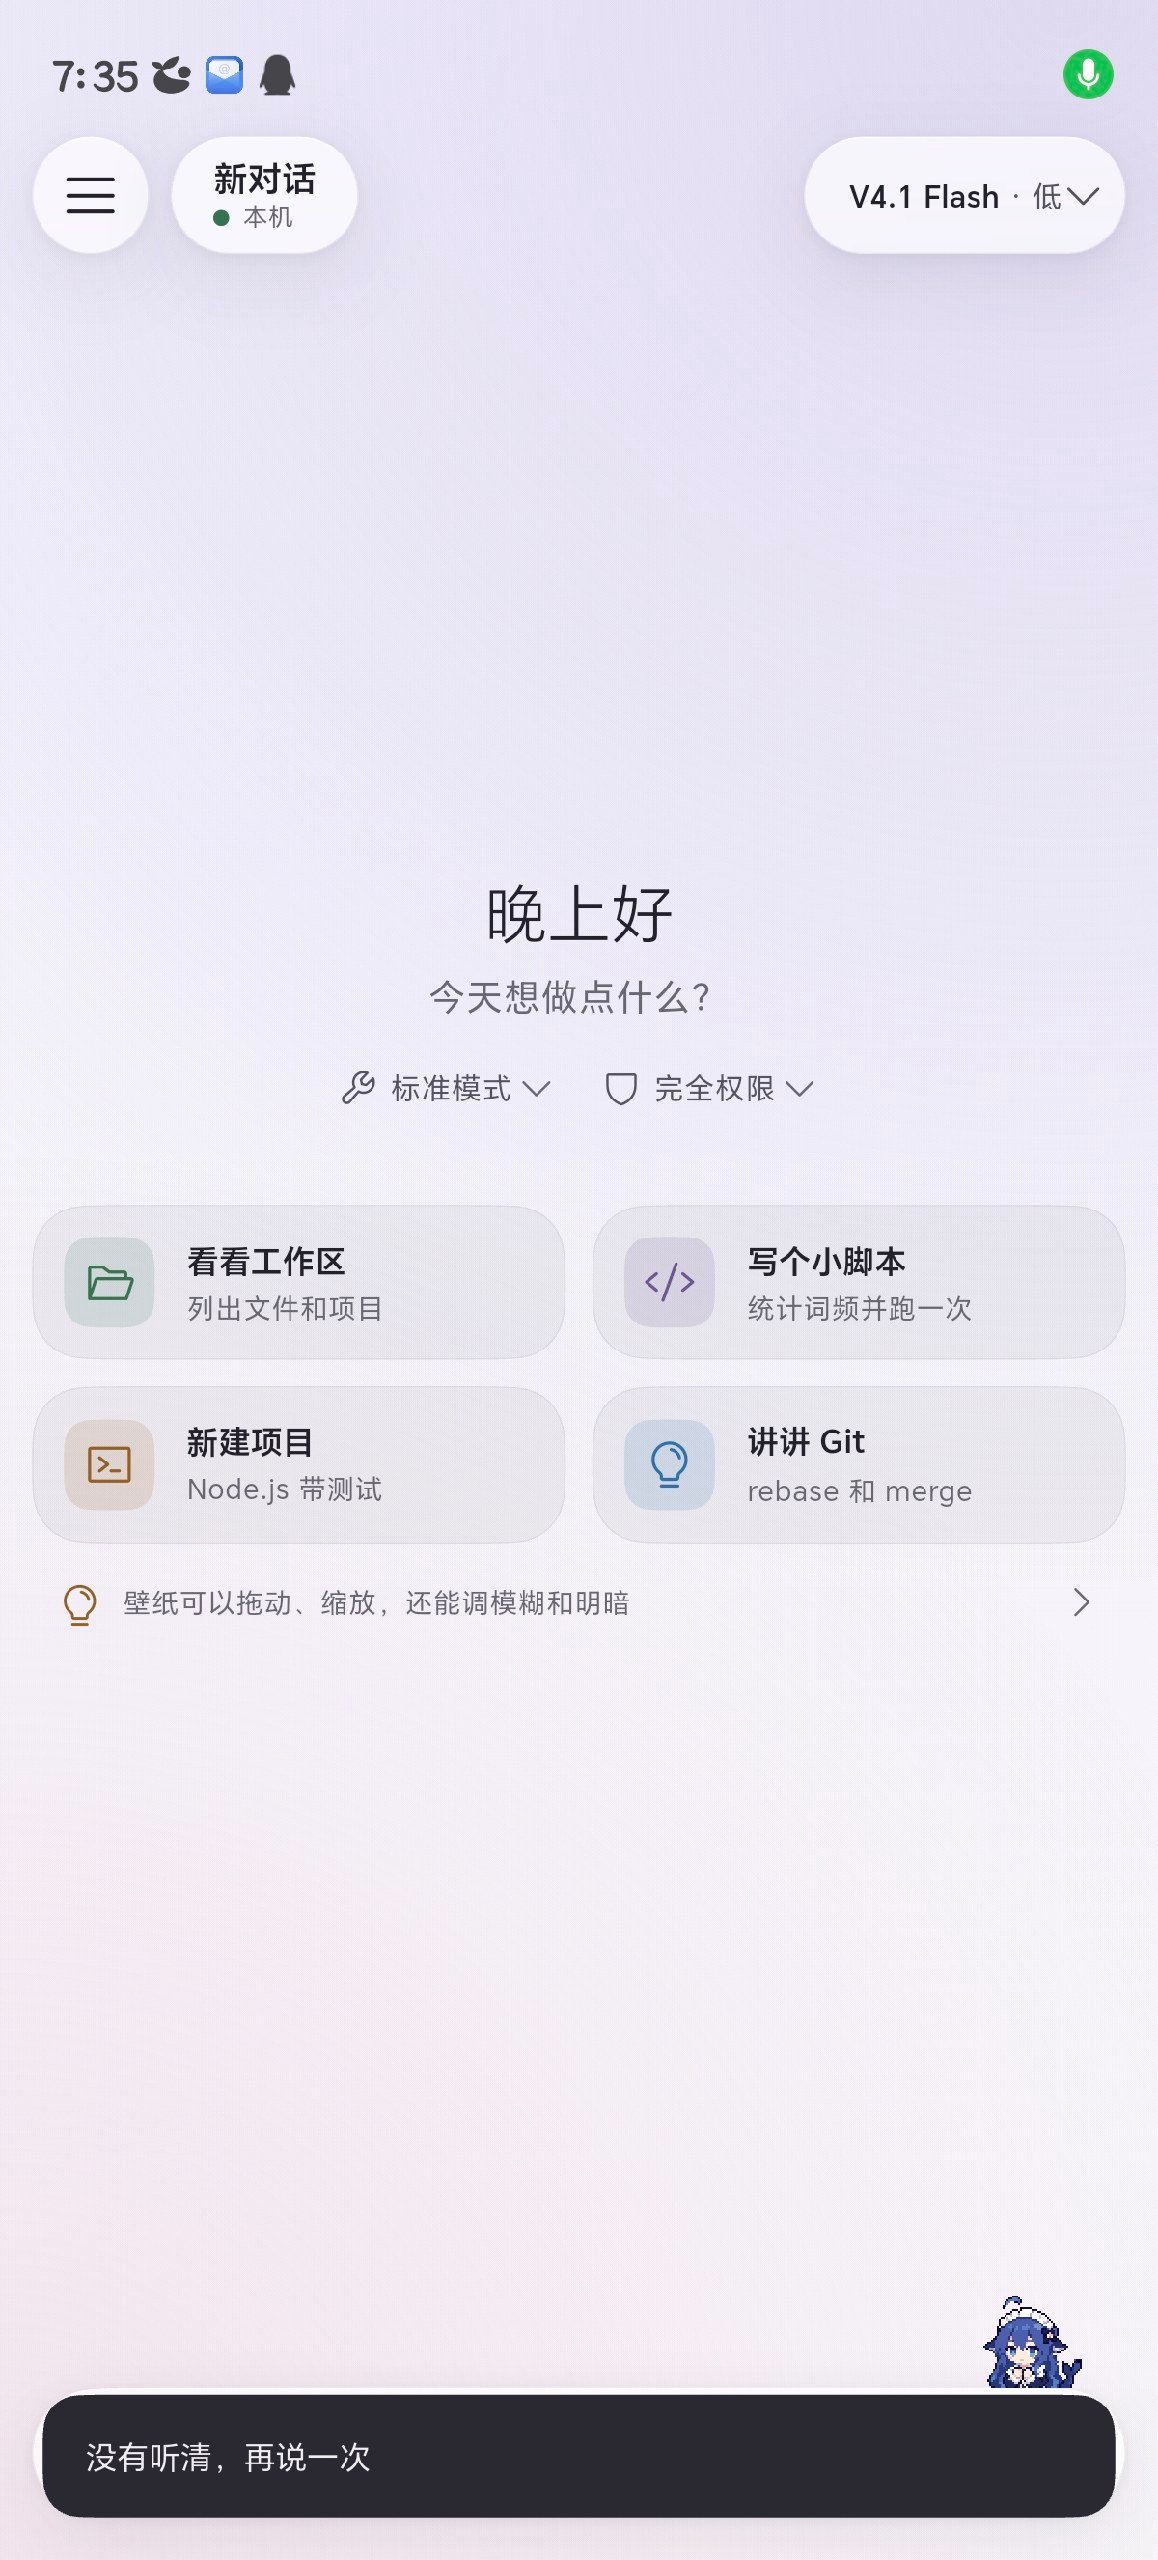 7:35
新对话
本机
V4.1 Flash · 低
晚上好
今天想做点什么？
标准模式
完全权限
看看工作区
列出文件和项目
写个小脚本
统计词频并跑一次
新建项目
Node.js 带测试
讲讲 Git
rebase 和 merge
壁纸可以拖动、缩放，还能调模糊和明暗
没有听清，再说一次